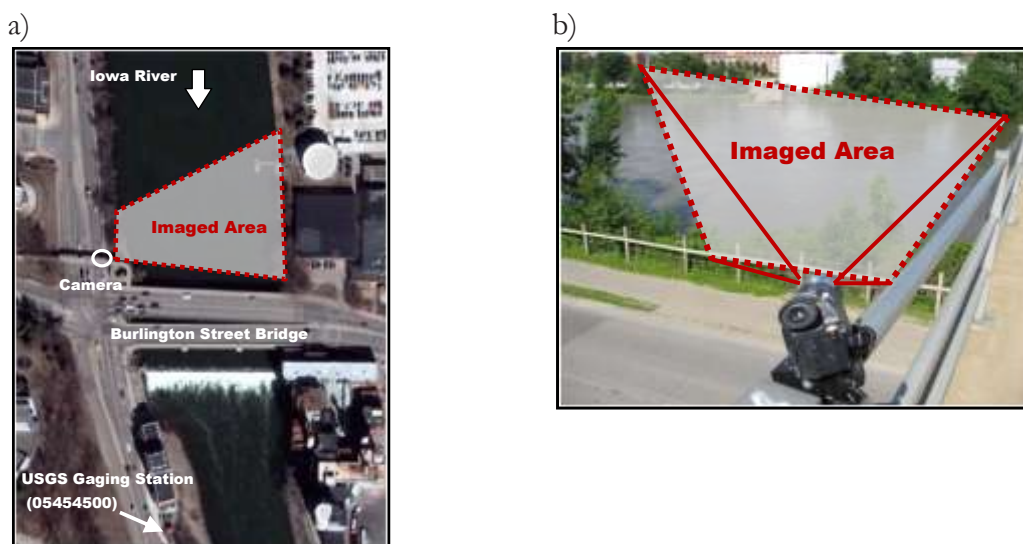 a)
Iowa River
Imaged Area
Camera
Burlington Street Bridge
USGS Gaging Station
(05454500)
b)
Imaged Area